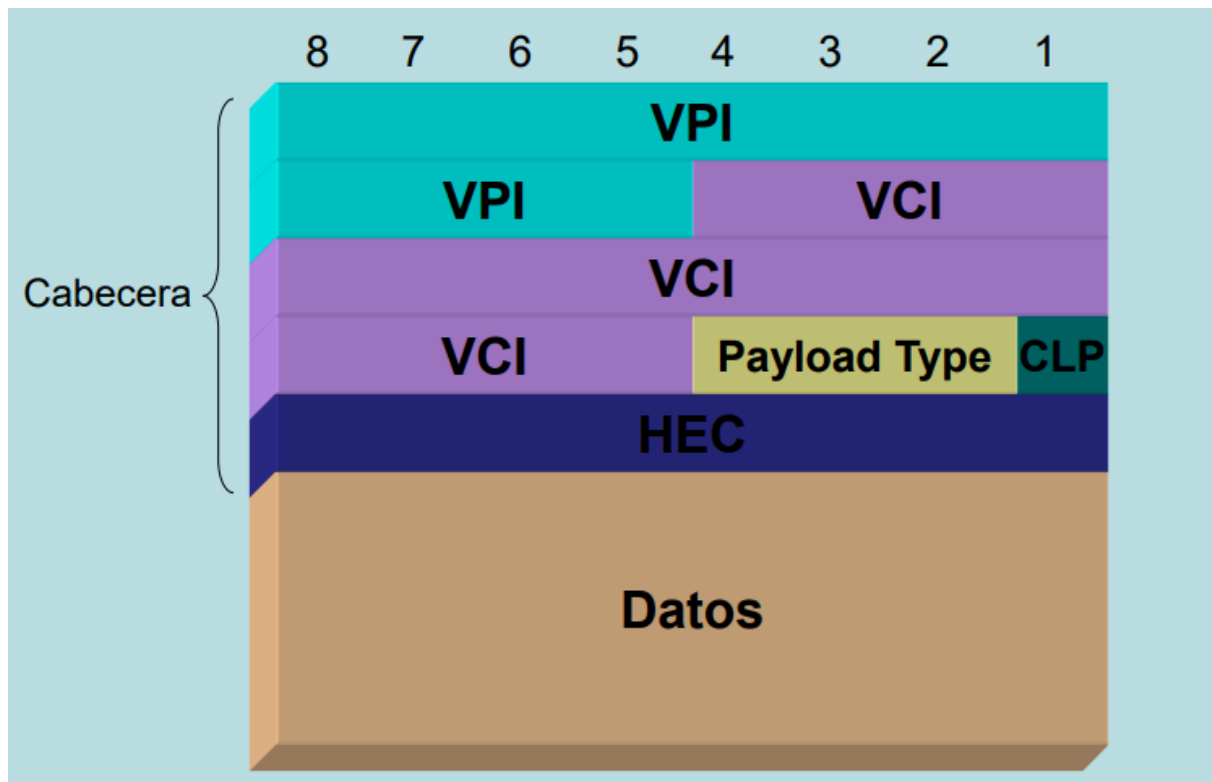 8 7 6 5 4 3 2 1
VPI
VPI VCI
VCI
Cabecera
VCI Payload Type CLP
HEC
Datos